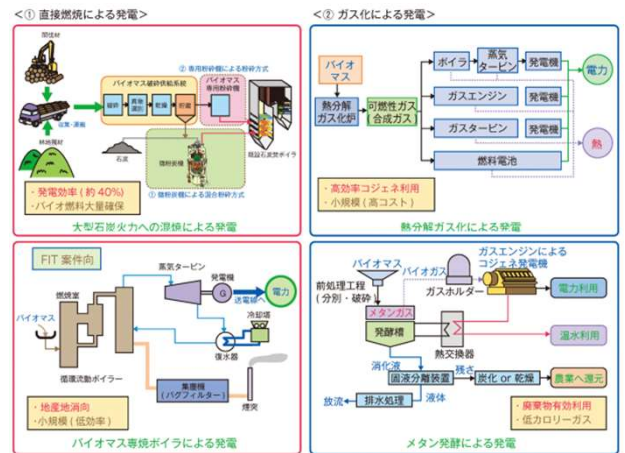 <① 直接燃焼による発電>
間伐材
収集・運搬
林地残材
② 専用粉砕機による粉砕方式
バイオマス破砕供給系統
バイオマス
専用粉砕機
破砕
異物
選別
乾燥
貯蔵
石炭
微粉炭機
既設石炭焚ボイラ
① 微粉炭機による混合粉砕方式
・発電効率 ( 約 40%)
・バイオ燃料大量確保
大型石炭火力への混焼による発電
FIT 案件向
燃焼室
バイオマス
循環流動ボイラー
蒸気タービン
発電機
G
送電線へ
電力
冷却塔
復水器
集塵機
(バグフィルター)
煙突
・地産地消向
・小規模 ( 低効率 )
バイオマス専焼ボイラによる発電
<② ガス化による発電>
バイオ
マス
熱分解
ガス化炉
可燃性ガス
(合成ガス)
ボイラ
蒸気
タービン
発電機
ガスエンジン
発電機
ガスタービン
発電機
燃料電池
電力
熱
・高効率コジェネ利用
・小規模 ( 高コスト )
熱分解ガス化による発電
バイオマス
前処理工程
( 分別・破砕 )
バイオガス
メタンガス
発酵槽
ガスホルダー
ガスエンジンによる
コジェネ発電機
熱交換器
電力利用
温水利用
消化液
固液分離装置
残さ
炭化 or 乾燥
農業へ還元
液体
排水処理
放流
・廃棄物有効利用
・低カロリーガス
メタン発酵による発電